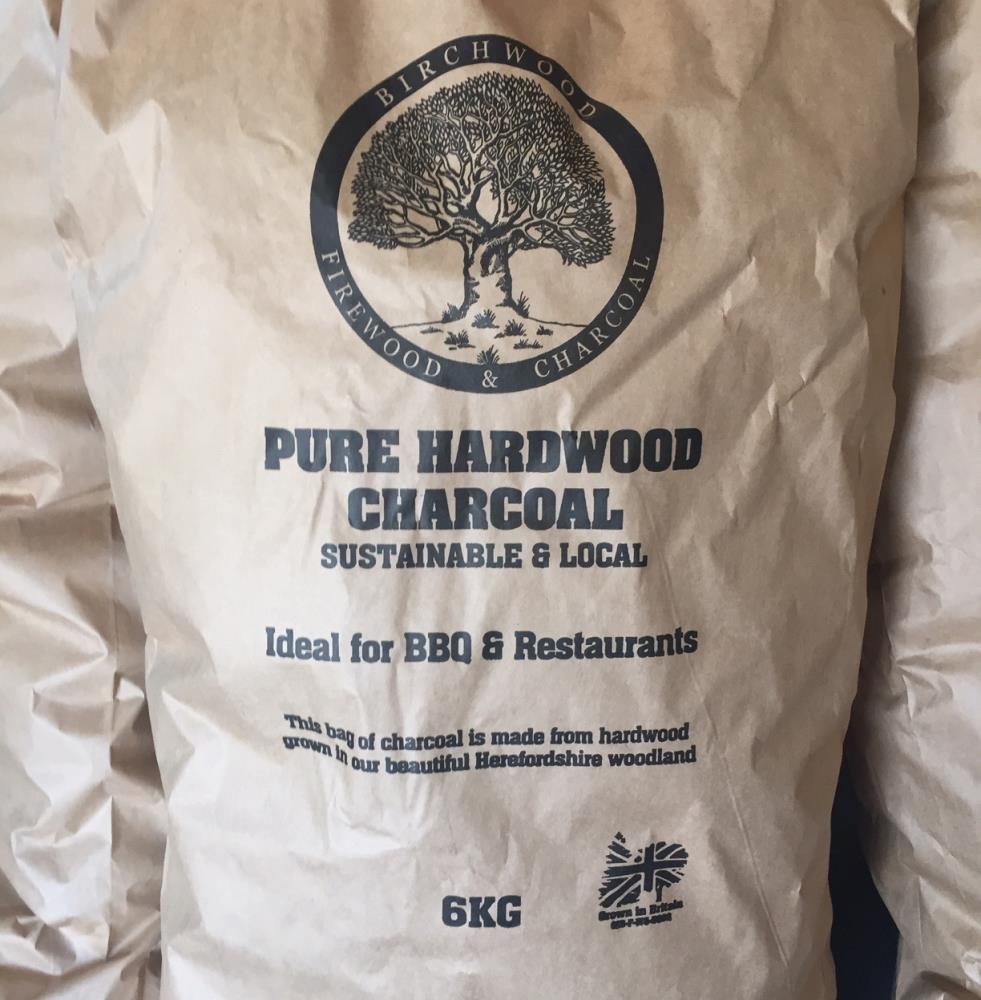 BIRCHWOOD
FIREWOOD & CHARCOAL
PURE HARDWOOD
CHARCOAL
SUSTAINABLE & LOCAL
Ideal for BBQ & Restaurants
This bag of charcoal is made from hardwood
grown in our beautiful Herefordshire woodland
6KG
Grown in Britain